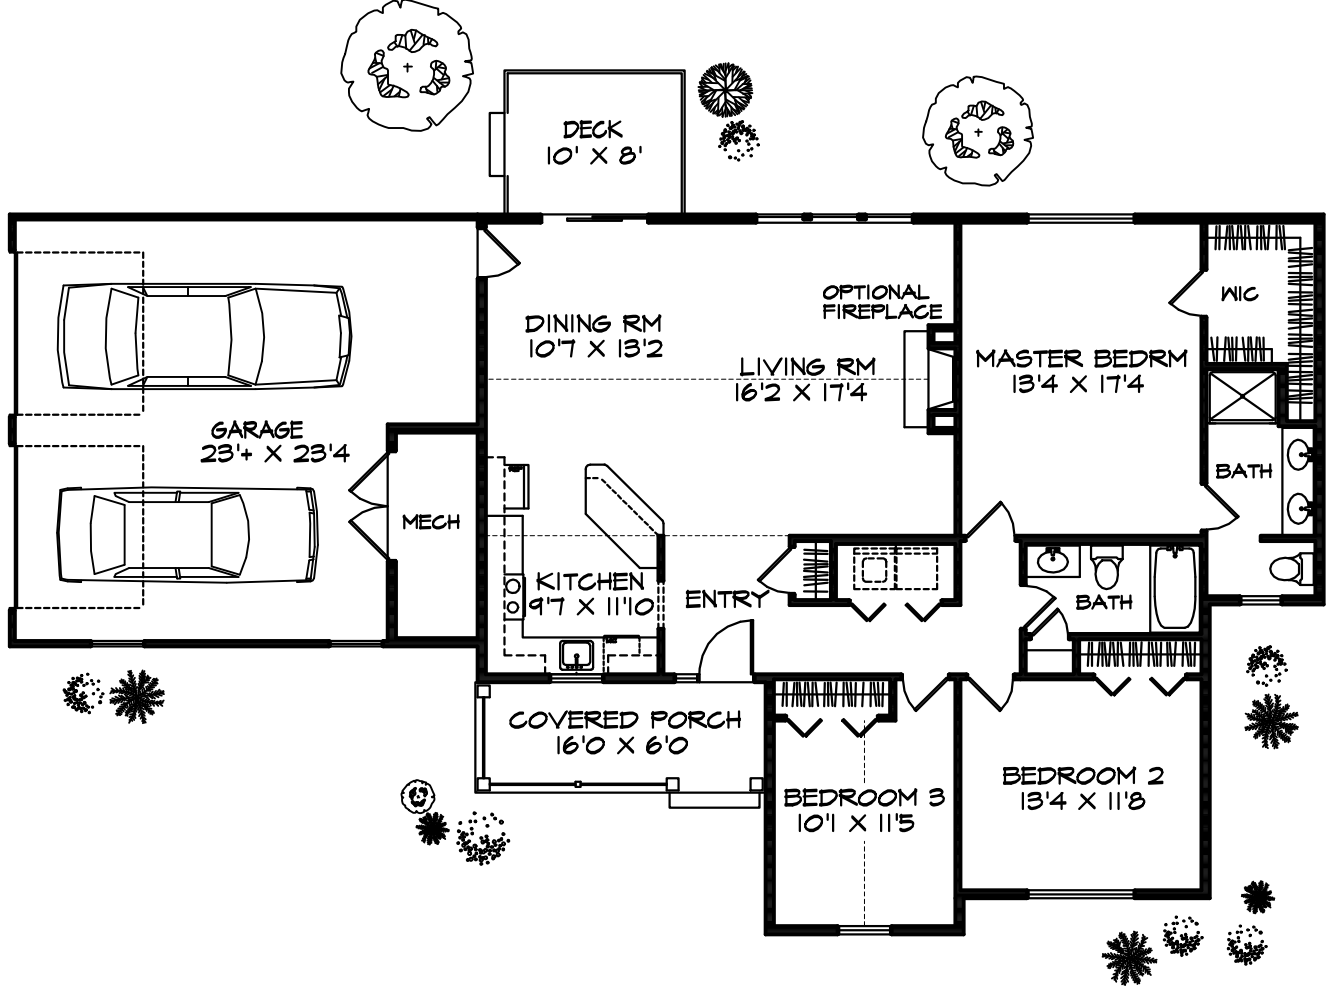 DECK
10' X 8'
OPTIONAL
FIREPLACE
WIC
DINING RM
10'7 X 13'2
LIVING RM
16'2 X 17'4
MASTER BEDRM
13'4 X 17'4
GARAGE
23'+ X 23'4
MECH
BATH
KITCHEN
9'7 X 11'10
ENTRY
BATH
COVERED PORCH
16'0 X 6'0
BEDROOM 3
10'1 X 11'5
BEDROOM 2
13'4 X 11'8